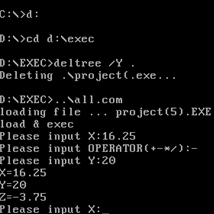 C:\>d:
D:\>cd d:\exec
D:\EXEC>deltree /Y .
Deleting .\project(.exe...
D:\EXEC>..\all.com
loading file ... project(5).EXE
load & exec
Please input X:16.25
Please input OPERATOR(+-*/):-
Please input Y:20
X=16.25
Y=20
Z=-3.75
Please input X:_